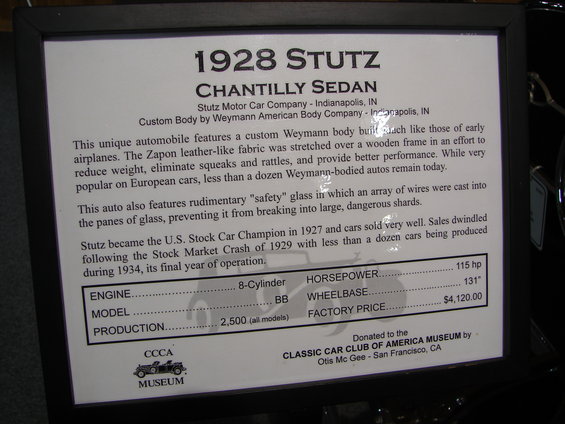 1928 STUTZ
CHANTILLY SEDAN
Stutz Motor Car Company - Indianapolis, IN
Custom Body by Weymann American Body Company - Indianapolis, IN
This unique automobile features a custom Weymann body built much like those of early
airplanes. The Zapon leather-like fabric was stretched over a wooden frame in an effort to
reduce weight, eliminate squeaks and rattles, and provide better performance. While very
popular on European cars, less than a dozen Weymann-bodied autos remain today.
This auto also features rudimentary "safety" glass in which an array of wires were cast into
the panes of glass, preventing it from breaking into large, dangerous shards.
Stutz became the U.S. Stock Car Champion in 1927 and cars sold very well. Sales dwindled
following the Stock Market Crash of 1929 with less than a dozen cars being produced
during 1934, its final year of operation.
ENGINE........................ 8-Cylinder
MODEL ................................ BB
PRODUCTION................ 2,500 (all models)
HORSEPOWER................... 115 hp
WHEELBASE........................ 131"
FACTORY PRICE.............. $4,120.00
CCCA
MUSEUM
Donated to the
CLASSIC CAR CLUB OF AMERICA MUSEUM by
Otis Mc Gee - San Francisco, CA